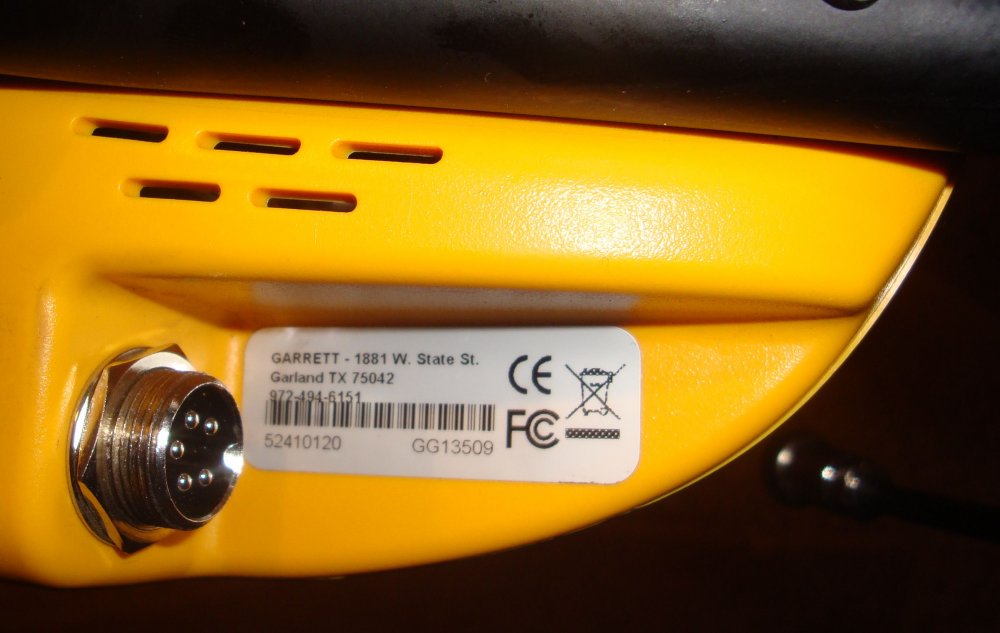 GARRETT - 1881 W. State St.
Garland TX 75042
972-494-6151
52410120 GG13509
CE
FC